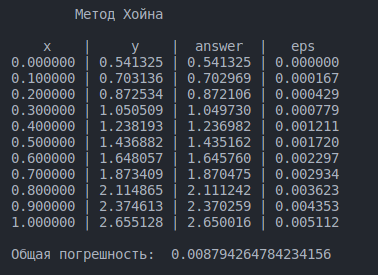 Метод Хойна
x | y | answer | eps
0.000000 | 0.541325 | 0.541325 | 0.000000
0.100000 | 0.703136 | 0.702969 | 0.000167
0.200000 | 0.872534 | 0.872106 | 0.000429
0.300000 | 1.050509 | 1.049730 | 0.000779
0.400000 | 1.238193 | 1.236982 | 0.001211
0.500000 | 1.436882 | 1.435162 | 0.001720
0.600000 | 1.648057 | 1.645760 | 0.002297
0.700000 | 1.873409 | 1.870475 | 0.002934
0.800000 | 2.114865 | 2.111242 | 0.003623
0.900000 | 2.374613 | 2.370259 | 0.004353
1.000000 | 2.655128 | 2.650016 | 0.005112
Общая погрешность:  0.008794264784234156